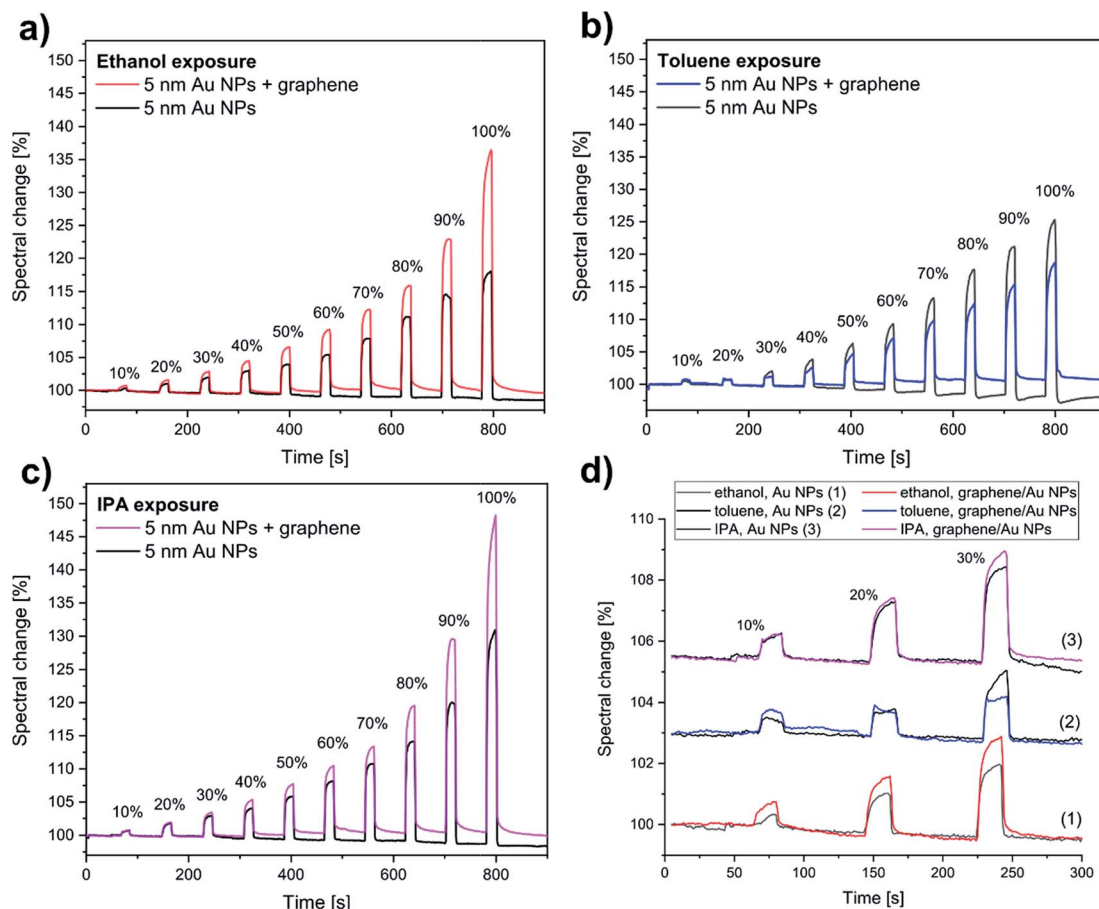 a)
Ethanol exposure
5 nm Au NPs + graphene
5 nm Au NPs
Spectral change [%]
150
145
140
135
130
125
120
115
110
105
100
10%
20%
30%
40%
50%
60%
70%
80%
90%
100%
0 200 400 600 800
Time [s]
b)
Toluene exposure
5 nm Au NPs + graphene
5 nm Au NPs
Spectral change [%]
150
145
140
135
130
125
120
115
110
105
100
10%
20%
30%
40%
50%
60%
70%
80%
90%
100%
0 200 400 600 800
Time [s]
c)
IPA exposure
5 nm Au NPs + graphene
5 nm Au NPs
Spectral change [%]
150
145
140
135
130
125
120
115
110
105
100
10%
20%
30%
40%
50%
60%
70%
80%
90%
100%
0 200 400 600 800
Time [s]
d)
ethanol, Au NPs (1) ethanol, graphene/Au NPs
toluene, Au NPs (2) toluene, graphene/Au NPs
IPA, Au NPs (3) IPA, graphene/Au NPs
Spectral change [%]
110
108
106
104
102
100
10%
20%
30%
(3)
(2)
(1)
0 50 100 150 200 250 300
Time [s]